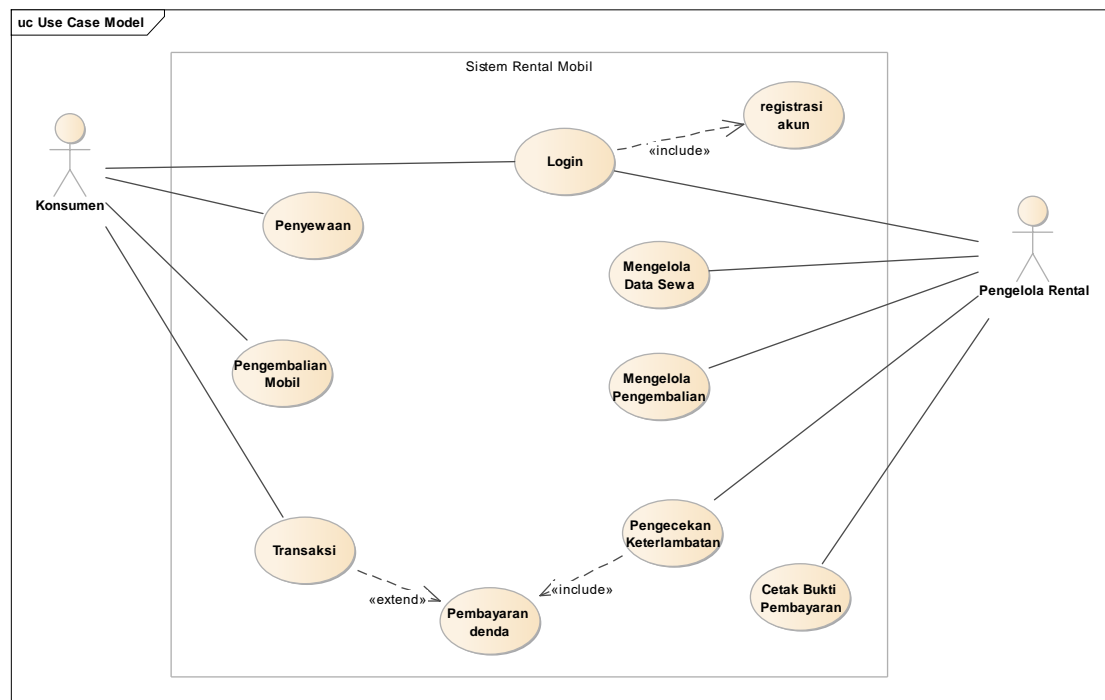 uc Use Case Model
Sistem Rental Mobil
registrasi
akun
Login
«include»
Konsumen
Penyewaan
Mengelola
Data Sewa
Pengelola Rental
Pengembalian
Mobil
Mengelola
Pengembalian
Transaksi
Pengecekan
Keterlambatan
«extend»
«include»
Pembayaran
denda
Cetak Bukti
Pembayaran